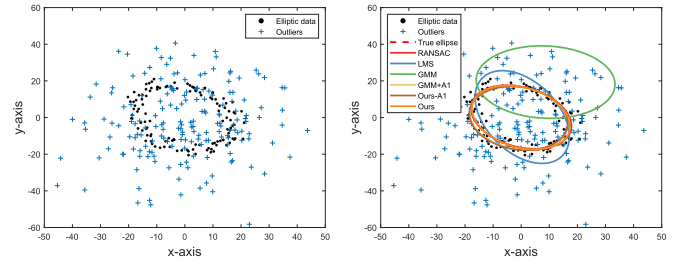 60
40
20
0
-20
-40
-60
y-axis
-50 -40 -30 -20 -10 0 10 20 30 40 50
x-axis
Elliptic data
Outliers
60
40
20
0
-20
-40
-60
y-axis
-50 -40 -30 -20 -10 0 10 20 30 40 50
x-axis
Elliptic data
Outliers
True ellipse
RANSAC
LMS
GMM
GMM+A1
Ours-A1
Ours